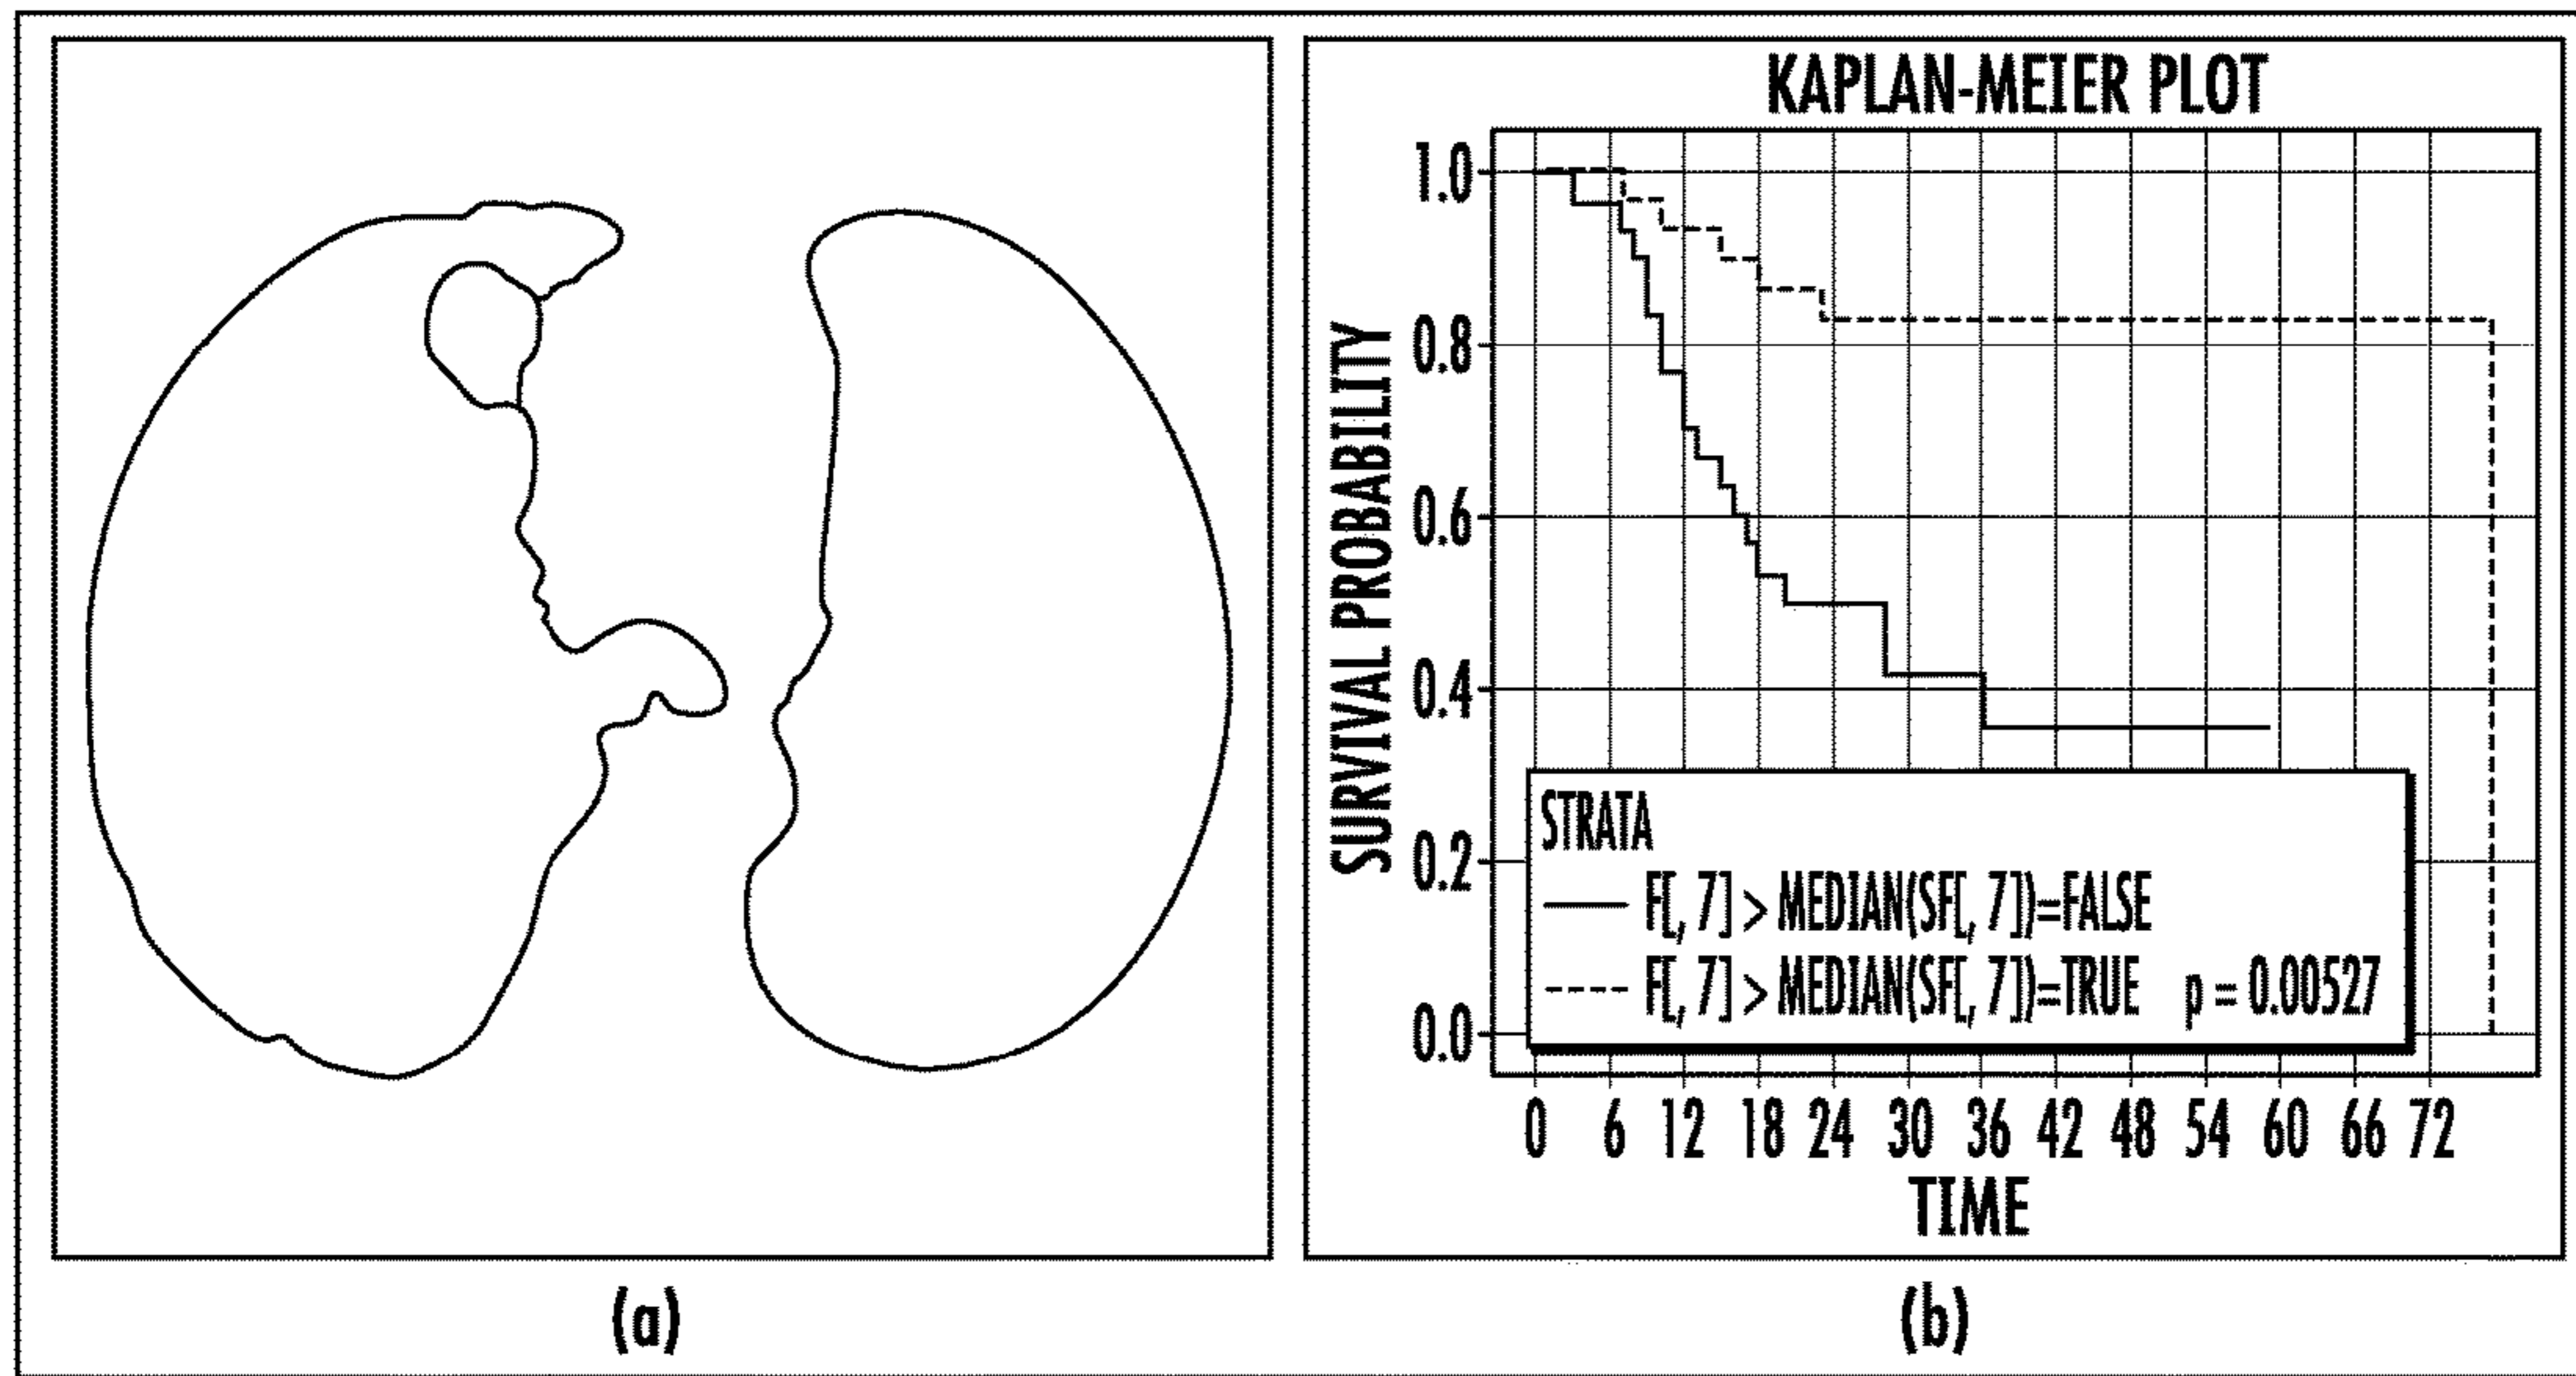 KAPLAN-MEIER PLOT
SURVIVAL PROBABILITY
1.0
0.8
0.6
0.4
0.2
0.0
STRATA
F[, 7] > MEDIAN(SF[, 7])=FALSE
F[, 7] > MEDIAN(SF[, 7])=TRUE p = 0.00527
0 6 12 18 24 30 36 42 48 54 60 66 72
TIME
(a)
(b)